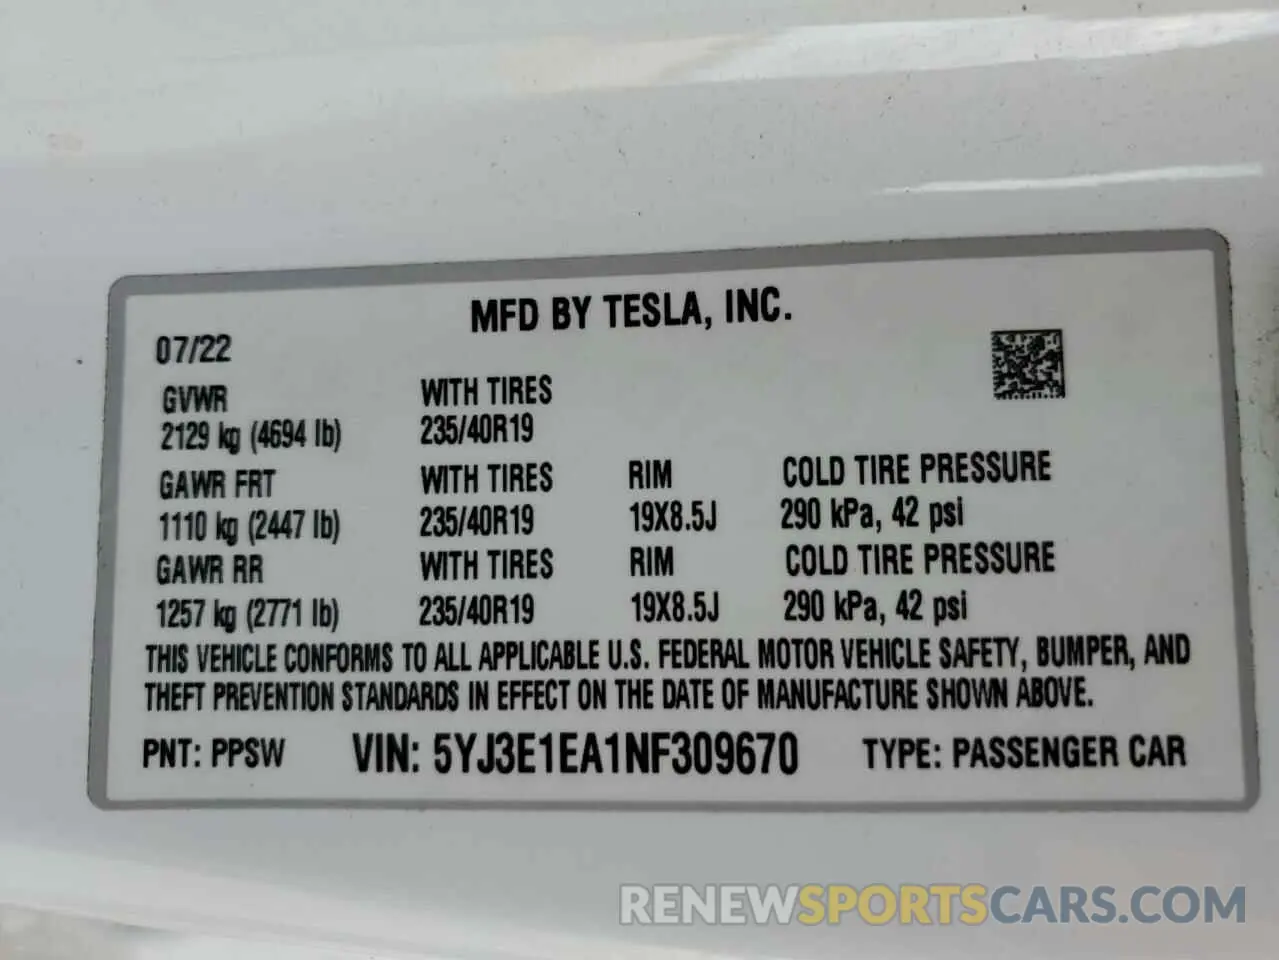 MFD BY TESLA, INC.
07/22
GVWR WITH TIRES
2129 kg (4694 lb) 235/40R19
GAWR FRT WITH TIRES RIM COLD TIRE PRESSURE
1110 kg (2447 lb) 235/40R19 19X8.5J 290 kPa, 42 psi
GAWR RR WITH TIRES RIM COLD TIRE PRESSURE
1257 kg (2771 lb) 235/40R19 19X8.5J 290 kPa, 42 psi
THIS VEHICLE CONFORMS TO ALL APPLICABLE U.S. FEDERAL MOTOR VEHICLE SAFETY, BUMPER, AND
THEFT PREVENTION STANDARDS IN EFFECT ON THE DATE OF MANUFACTURE SHOWN ABOVE.
PNT: PPSW VIN: 5YJ3E1EA1NF309670 TYPE: PASSENGER CAR
RENEWSPORTSCARS.COM